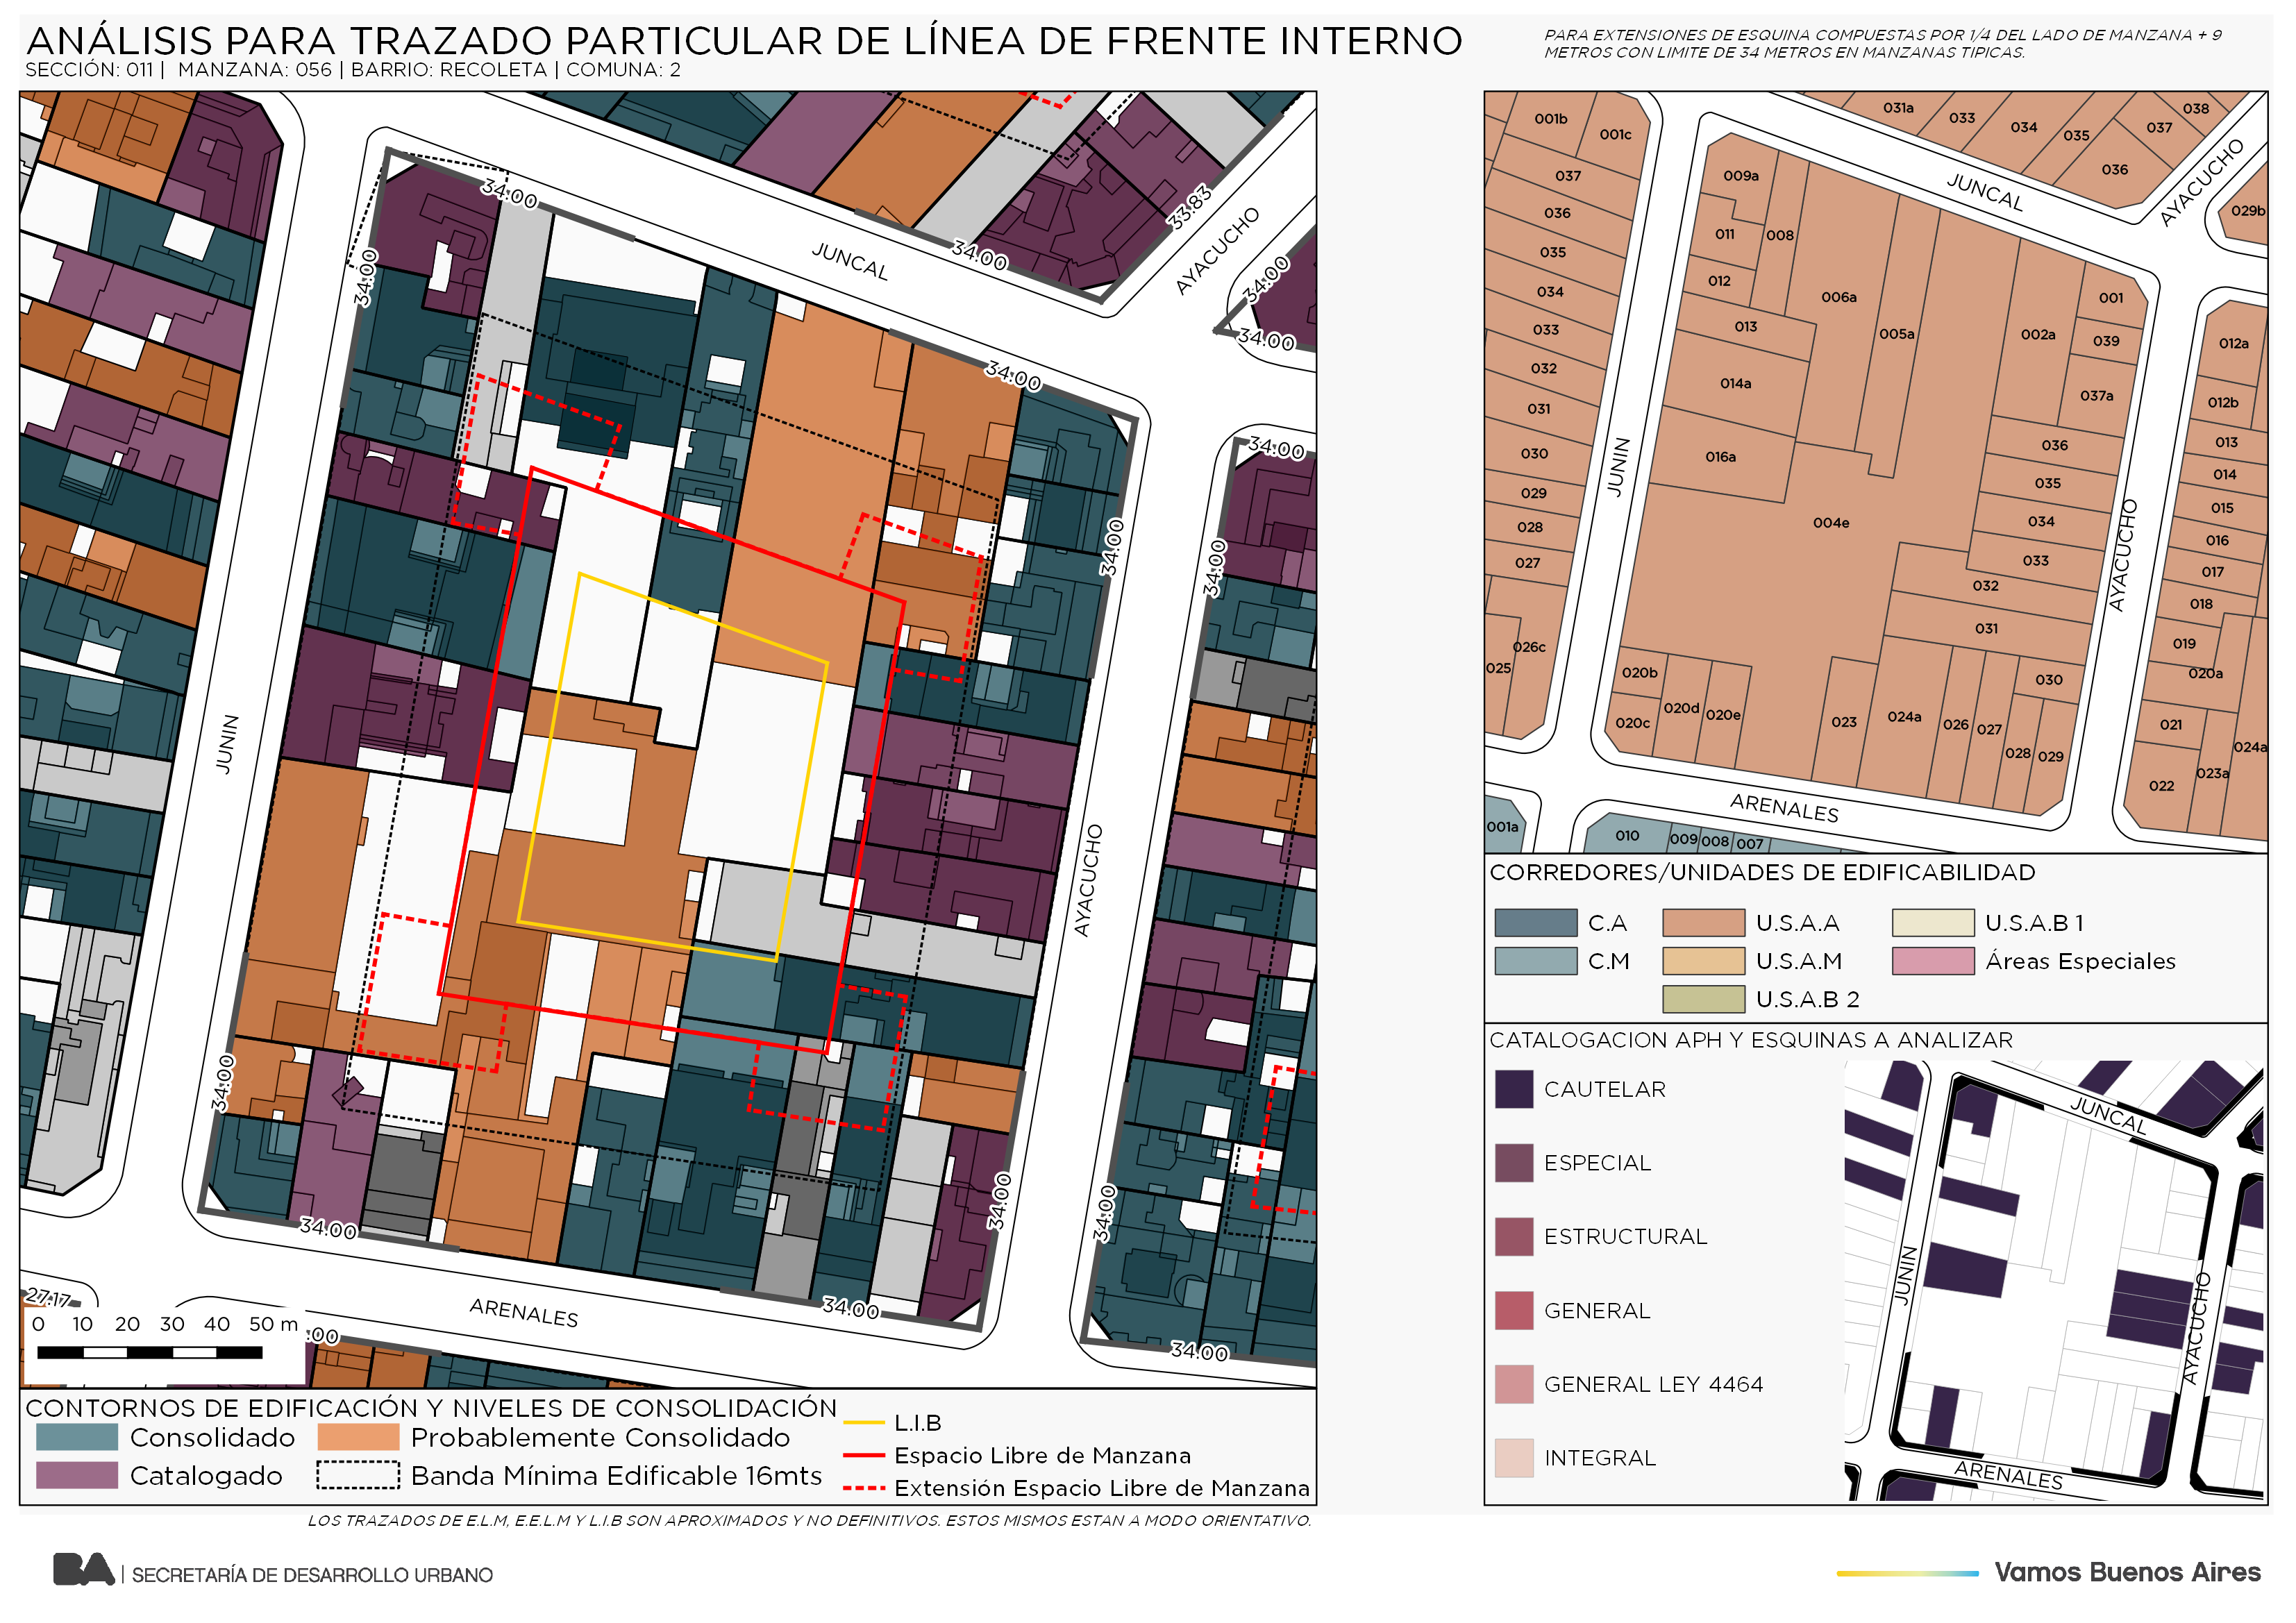 ANÁLISIS PARA TRAZADO PARTICULAR DE LÍNEA DE FRENTE INTERNO
SECCIÓN: 011 | MANZANA: 056 | BARRIO: RECOLETA | COMUNA: 2
PARA EXTENSIONES DE ESQUINA COMPUESTAS POR 1/4 DEL LADO DE MANZANA + 9
METROS CON LIMITE DE 34 METROS EN MANZANAS TIPICAS.
34.00
34.00
JUNCAL
34.00
33.83
AYACUCHO
34.00
34.00
34.00
34.00
34.00
34.00
JUNIN
AYACUCHO
34.00
34.00
34.00
34.00
34.00
34.00
ARENALES
27.17
.00
0 10 20 30 40 50 m
CONTORNOS DE EDIFICACIÓN Y NIVELES DE CONSOLIDACIÓN
Consolidado
Probablemente Consolidado
Catalogado
Banda Mínima Edificable 16mts
L.I.B
Espacio Libre de Manzana
Extensión Espacio Libre de Manzana
LOS TRAZADOS DE E.L.M, E.E.L.M Y L.I.B SON APROXIMADOS Y NO DEFINITIVOS. ESTOS MISMOS ESTAN A MODO ORIENTATIVO.
001b
001c
037
036
035
034
033
032
031
030
029
028
027
026c
025
001a
031a
033
034
035
037
038
036
029b
JUNCAL
AYACUCHO
009a
011
008
012
013
014a
016a
006a
005a
002a
001
039
037a
036
035
034
033
032
031
030
004e
020b
020c
020d
020e
023
024a
026
027
028
029
JUNIN
AYACUCHO
ARENALES
012a
012b
013
014
015
016
017
018
019
020a
021
022
023a
024a
010
009
008
007
CORREDORES/UNIDADES DE EDIFICABILIDAD
C.A
U.S.A.A
U.S.A.B 1
C.M
U.S.A.M
Áreas Especiales
U.S.A.B 2
CATALOGACION APH Y ESQUINAS A ANALIZAR
CAUTELAR
ESPECIAL
ESTRUCTURAL
GENERAL
GENERAL LEY 4464
INTEGRAL
JUNCAL
JUNIN
AYACUCHO
ARENALES
BA | SECRETARÍA DE DESARROLLO URBANO
Vamos Buenos Aires